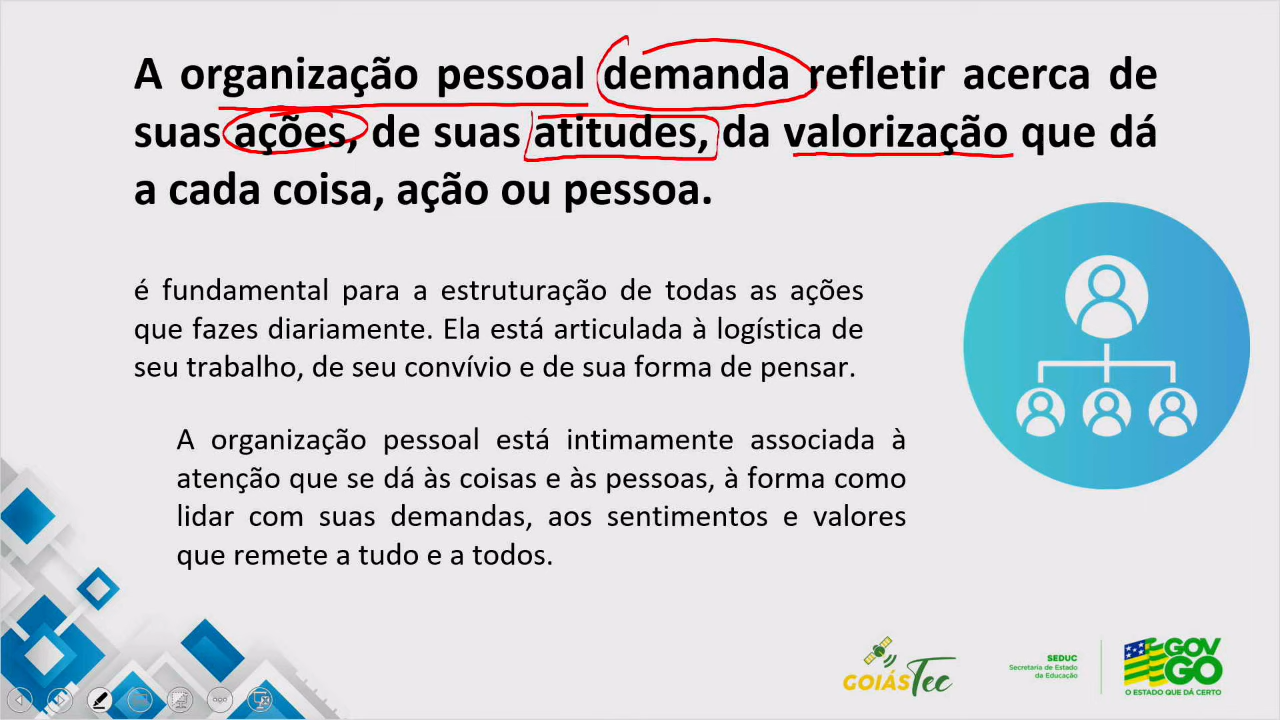 A organização pessoal demanda refletir acerca de
suas ações, de suas atitudes, da valorização que dá
a cada coisa, ação ou pessoa.
é fundamental para a estruturação de todas as ações
que fazes diariamente. Ela está articulada à logística de
seu trabalho, de seu convívio e de sua forma de pensar.
A organização pessoal está intimamente associada à
atenção que se dá às coisas e às pessoas, à forma como
lidar com suas demandas, aos sentimentos e valores
que remete a tudo e a todos.
GOIÁSTEC
SEDUC
Secretaria de Estado
da Educação
GOV
GO
O ESTADO QUE DÁ CERTO